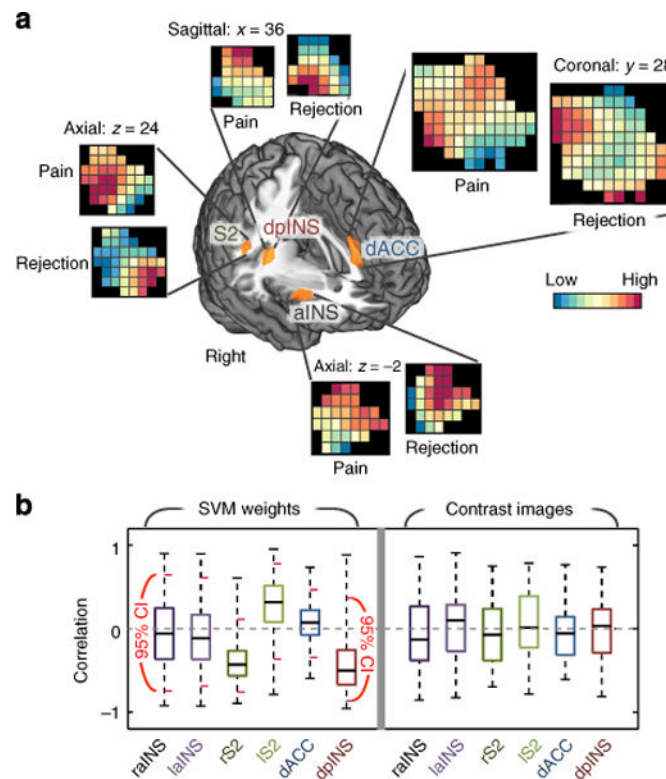 a
Sagittal: x = 36
Pain
Rejection
Coronal: y = 28
Pain
Rejection
Axial: z = 24
Pain
Rejection
S2
dpINS
dACC
aINS
Right
Low High
Axial: z = –2
Pain
Rejection
b
SVM weights
Contrast images
Correlation
1
0
–1
95% CI
95% CI
raINS
laINS
rS2
lS2
dACC
dpINS
raINS
laINS
rS2
lS2
dACC
dpINS